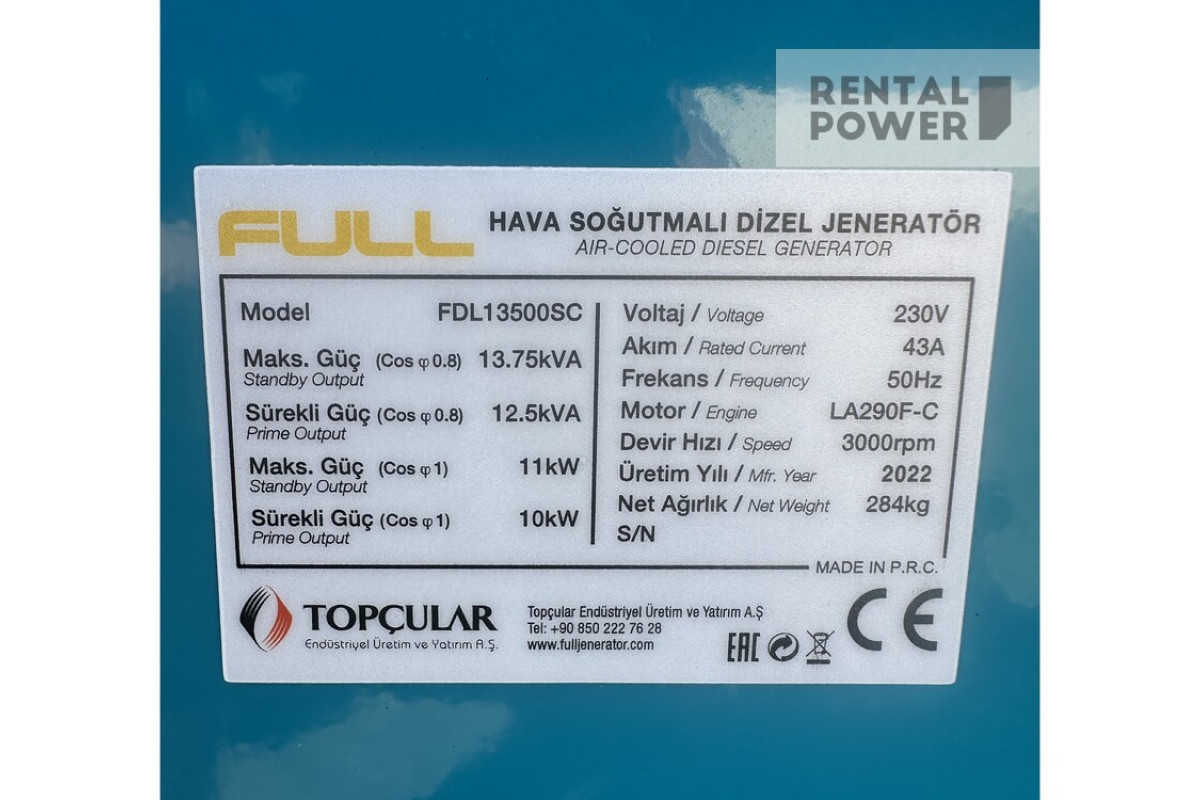 RENTAL
POWER
FULL
HAVA SOĞUTMALI DİZEL JENERATÖR
AIR-COOLED DIESEL GENERATOR
Model FDL13500SC
Maks. Güç (Cos φ 0.8) 13.75kVA
Standby Output
Sürekli Güç (Cos φ 0.8) 12.5kVA
Prime Output
Maks. Güç (Cos φ 1) 11kW
Standby Output
Sürekli Güç (Cos φ 1) 10kW
Prime Output
Voltaj / Voltage 230V
Akım / Rated Current 43A
Frekans / Frequency 50Hz
Motor / Engine LA290F-C
Devir Hızı / Speed 3000rpm
Üretim Yılı / Mfr. Year 2022
Net Ağırlık / Net Weight 284kg
S/N
MADE IN P.R.C.
TOPÇULAR
Endüstriyel Üretim ve Yatırım A.Ş.
Topçular Endüstriyel Üretim ve Yatırım A.Ş
Tel: +90 850 222 76 28
www.fulljenerator.com
EAC
CE